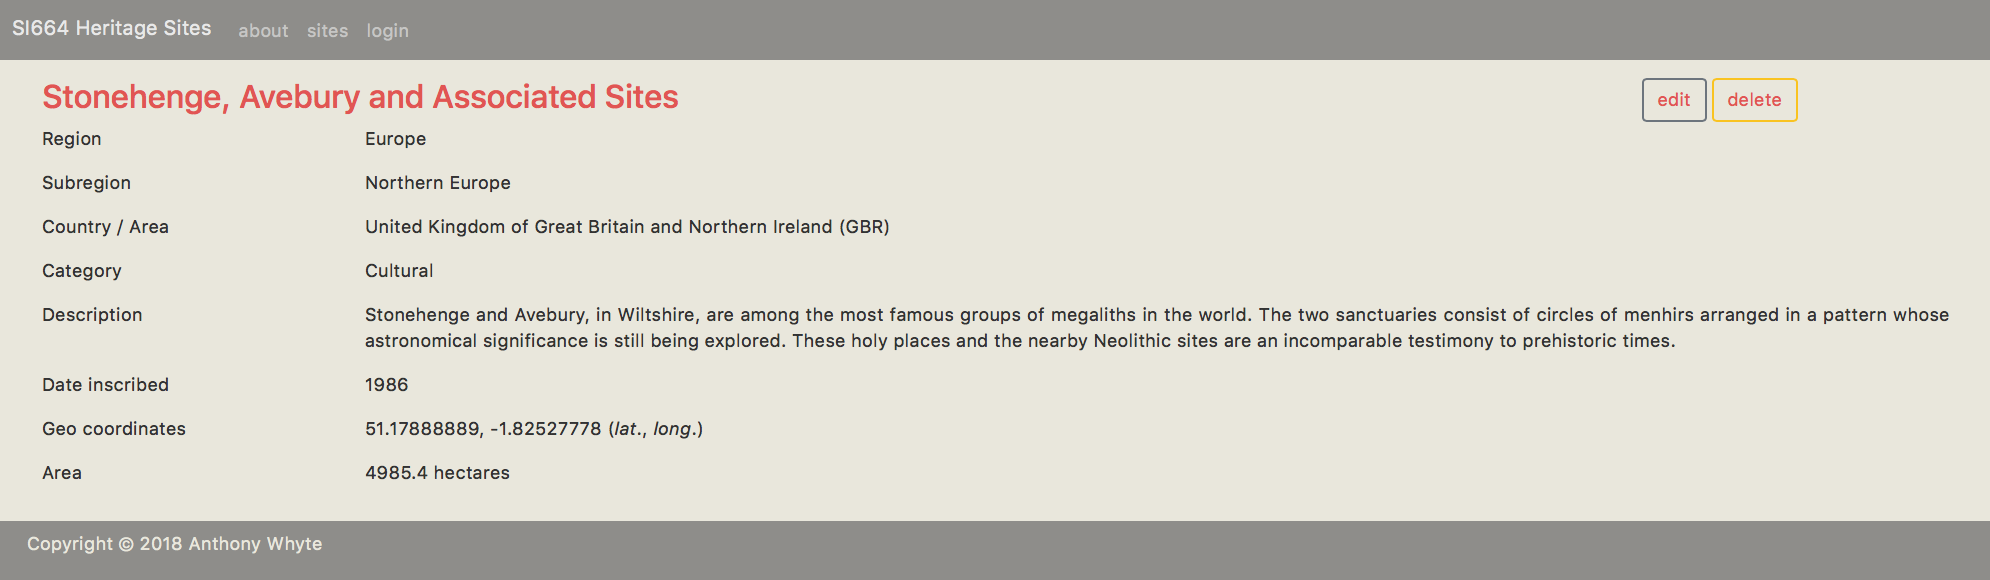 SI664 Heritage Sites about sites login
Stonehenge, Avebury and Associated Sites edit delete
Region Europe
Subregion Northern Europe
Country / Area United Kingdom of Great Britain and Northern Ireland (GBR)
Category Cultural
Description Stonehenge and Avebury, in Wiltshire, are among the most famous groups of megaliths in the world. The two sanctuaries consist of circles of menhirs arranged in a pattern whose
astronomical significance is still being explored. These holy places and the nearby Neolithic sites are an incomparable testimony to prehistoric times.
Date inscribed 1986
Geo coordinates 51.17888889, -1.82527778 (lat., long.)
Area 4985.4 hectares
Copyright © 2018 Anthony Whyte